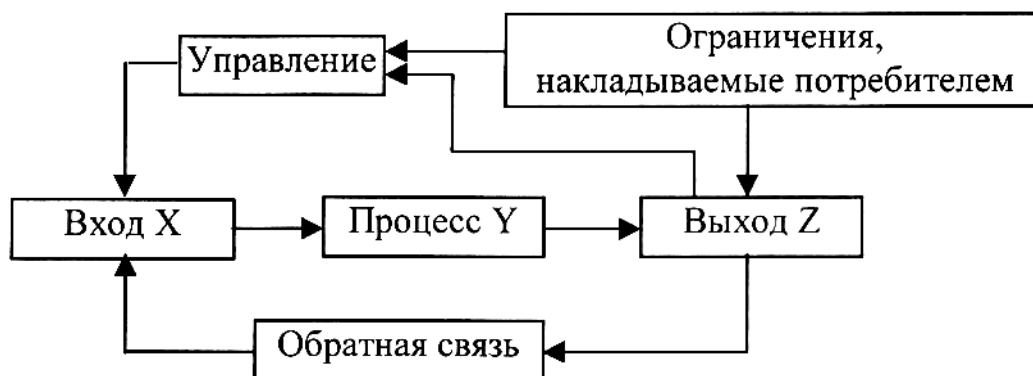 Управление
Ограничения,
накладываемые потребителем
Вход X
Процесс Y
Выход Z
Обратная связь